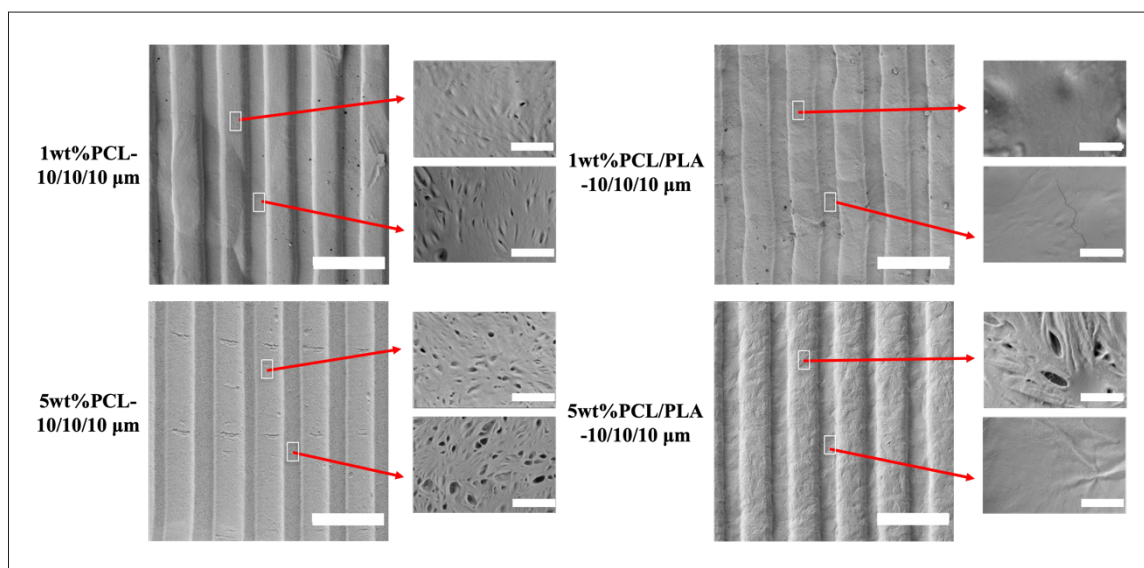 1wt%PCL-
10/10/10 μm
1wt%PCL/PLA
-10/10/10 μm
5wt%PCL-
10/10/10 μm
5wt%PCL/PLA
-10/10/10 μm